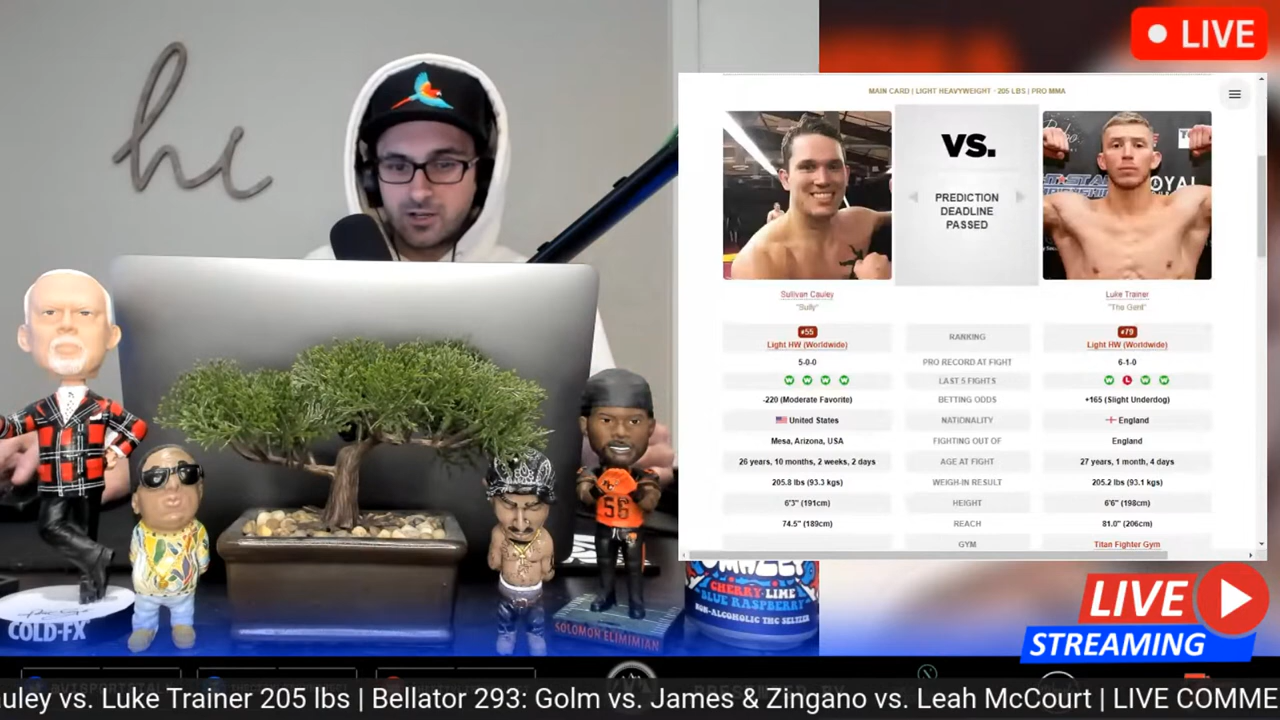 hi
LIVE
MAIN CARD | LIGHT HEAVYWEIGHT · 205 LBS | PRO MMA
VS.
PREDICTION
DEADLINE
PASSED
ROYAL
Sullivan Cauley
"Sully"
Luke Trainer
"The Gent"
#55
RANKING
#79
Light HW (Worldwide)
Light HW (Worldwide)
5-0-0
PRO RECORD AT FIGHT
6-1-0
W W W W
LAST 5 FIGHTS
W L W W
-220 (Moderate Favorite)
BETTING ODDS
+165 (Slight Underdog)
United States
NATIONALITY
England
Mesa, Arizona, USA
FIGHTING OUT OF
England
26 years, 10 months, 2 weeks, 2 days
AGE AT FIGHT
27 years, 1 month, 4 days
205.8 lbs (93.3 kgs)
WEIGH-IN RESULT
205.2 lbs (93.1 kgs)
6'3" (191cm)
HEIGHT
6'6" (198cm)
74.5" (189cm)
REACH
81.0" (206cm)
GYM
Titan Fighter Gym
56
COLD-FX
SOLOMON ELIMIMIAN
CHERRY-LIME
BLUE RASPBERRY
NON-ALCOHOLIC THC SELTZER
LIVE
STREAMING
auley vs. Luke Trainer 205 lbs | Bellator 293: Golm vs. James & Zingano vs. Leah McCourt | LIVE COMME